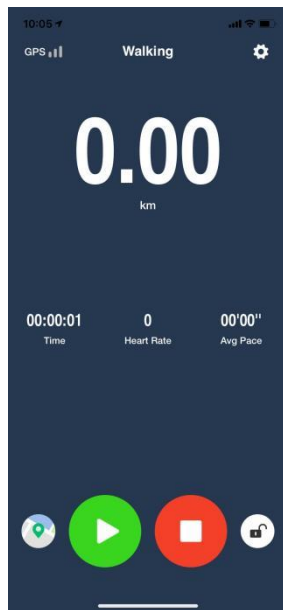 10:05
GPS Walking
0.00
km
00:00:01 0 00'00"
Time Heart Rate Avg Pace